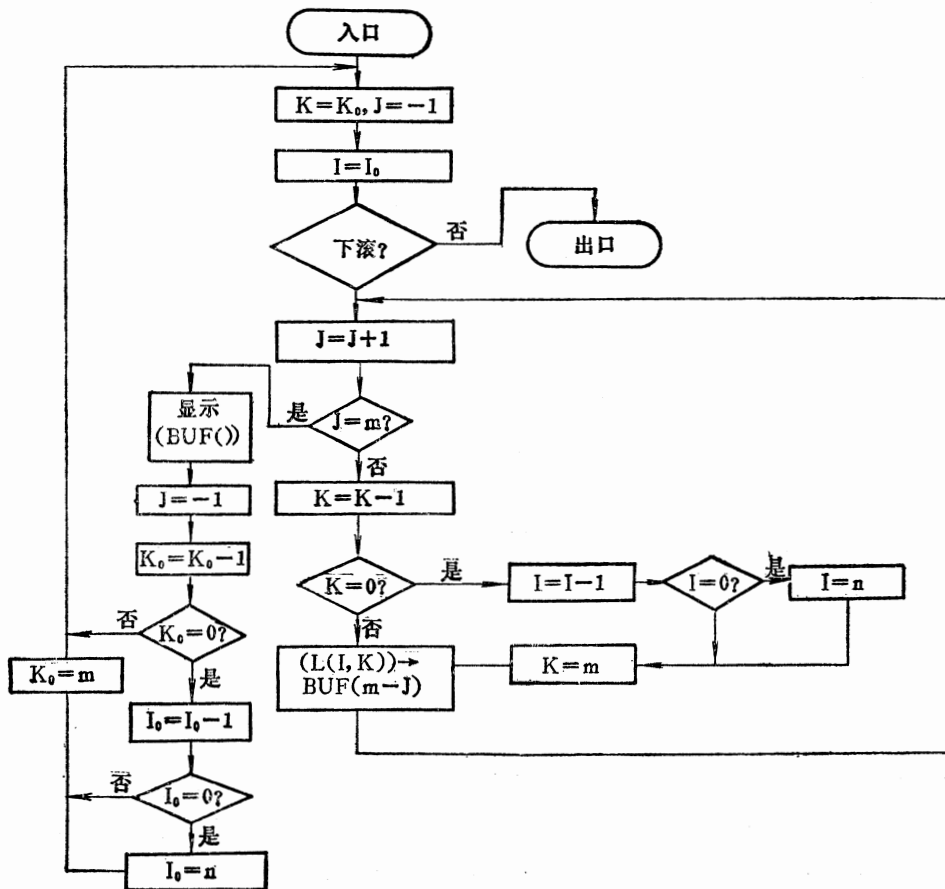 入口
K=K₀,J=-1
I=I₀
下滚?
否
出口
J=J+1
J=m?
是
否
显示
(BUF())
J=-1
K₀=K₀-1
K₀=0?
否
是
K₀=m
I₀=I₀-1
I₀=0?
否
是
I₀=n
K=K-1
K=0?
是
否
I=I-1
I=0?
是
I=n
K=m
(L(I,K))→
BUF(m-J)